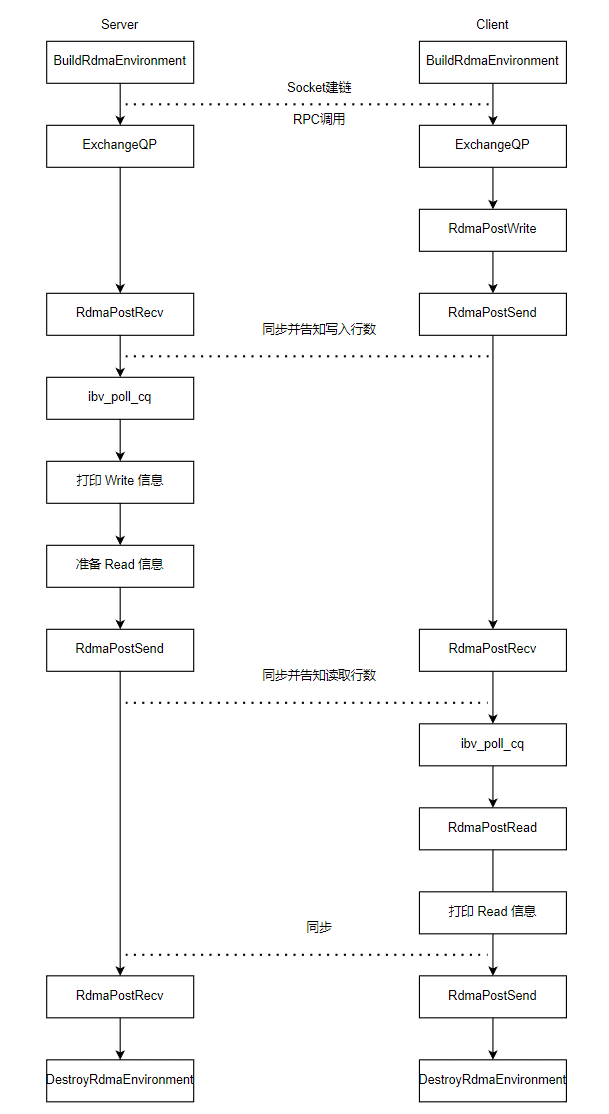 Server Client
BuildRdmaEnvironment BuildRdmaEnvironment
Socket建链
RPC调用
ExchangeQP ExchangeQP
RdmaPostWrite
RdmaPostRecv RdmaPostSend
同步并告知写入行数
ibv_poll_cq
打印 Write 信息
准备 Read 信息
RdmaPostSend RdmaPostRecv
同步并告知读取行数
ibv_poll_cq
RdmaPostRead
打印 Read 信息
同步
RdmaPostRecv RdmaPostSend
DestroyRdmaEnvironment DestroyRdmaEnvironment